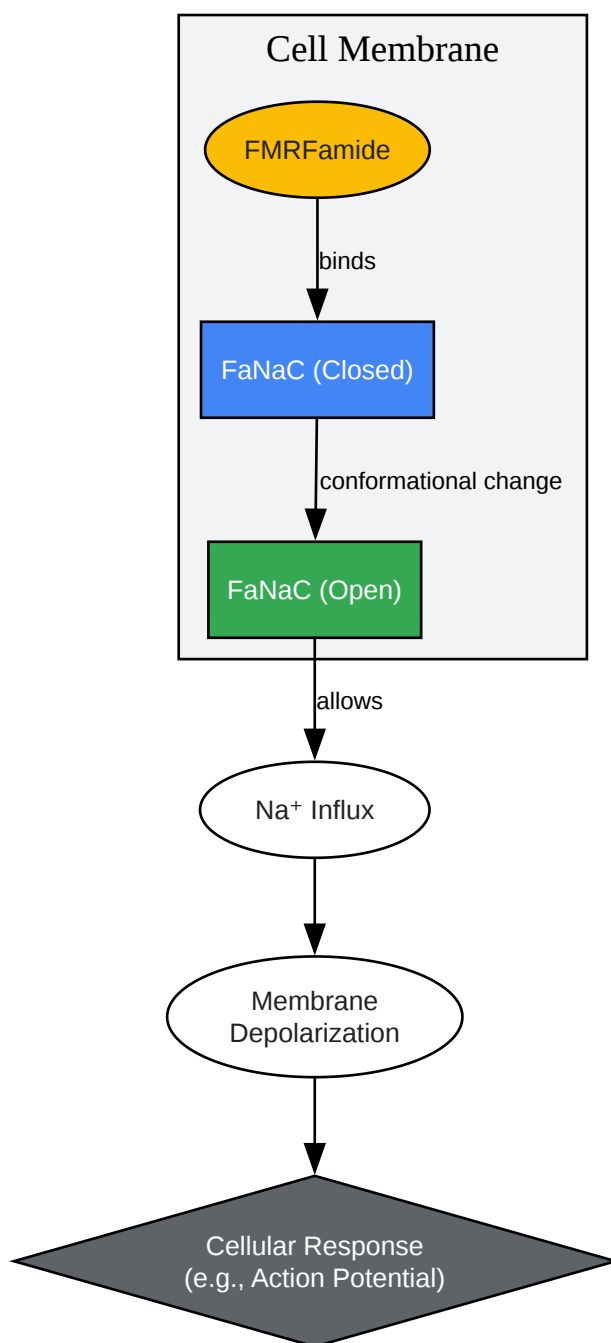 Cell Membrane
FMRFamide
binds
FaNaC (Closed)
conformational change
FaNaC (Open)
allows
Na⁺ Influx
Membrane
Depolarization
Cellular Response
(e.g., Action Potential)